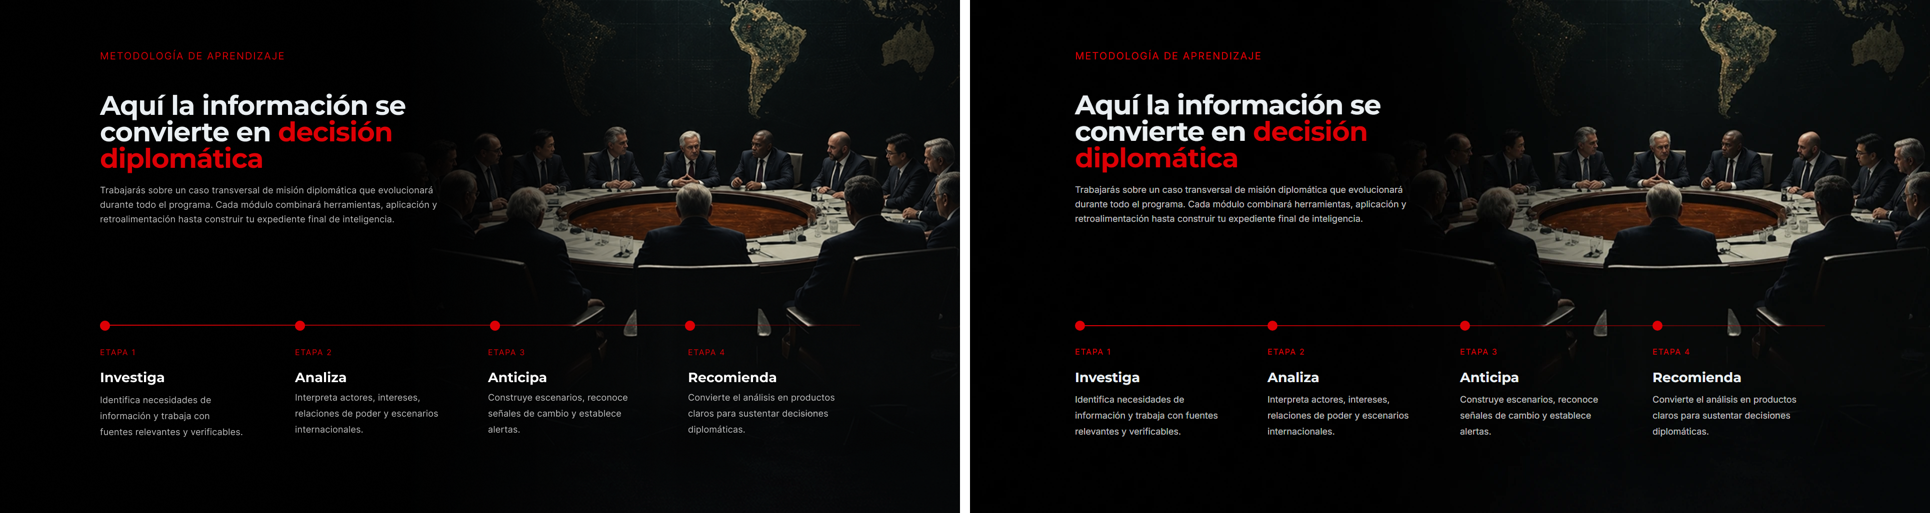 METODOLOGÍA DE APRENDIZAJE
Aquí la información se
convierte en decisión
diplomática
Trabajarás sobre un caso transversal de misión diplomática que evolucionará
durante todo el programa. Cada módulo combinará herramientas, aplicación y
retroalimentación hasta construir tu expediente final de inteligencia.
ETAPA 1
Investiga
Identifica necesidades de
información y trabaja con
fuentes relevantes y verificables.
ETAPA 2
Analiza
Interpreta actores, intereses,
relaciones de poder y escenarios
internacionales.
ETAPA 3
Anticipa
Construye escenarios, reconoce
señales de cambio y establece
alertas.
ETAPA 4
Recomienda
Convierte el análisis en productos
claros para sustentar decisiones
diplomáticas.
METODOLOGÍA DE APRENDIZAJE
Aquí la información se
convierte en decisión
diplomática
Trabajarás sobre un caso transversal de misión diplomática que evolucionará
durante todo el programa. Cada módulo combinará herramientas, aplicación y
retroalimentación hasta construir tu expediente final de inteligencia.
ETAPA 1
Investiga
Identifica necesidades de
información y trabaja con fuentes
relevantes y verificables.
ETAPA 2
Analiza
Interpreta actores, intereses,
relaciones de poder y escenarios
internacionales.
ETAPA 3
Anticipa
Construye escenarios, reconoce
señales de cambio y establece
alertas.
ETAPA 4
Recomienda
Convierte el análisis en productos
claros para sustentar decisiones
diplomáticas.